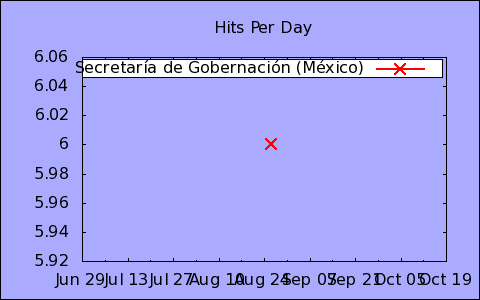 Hits Per Day
6.06
Secretaría de Gobernación (México)
6.04
6.02
6
5.98
5.96
5.94
5.92
Jun 29 Jul 13 Jul 27 Aug 10 Aug 24 Sep 07 Sep 21 Oct 05 Oct 19